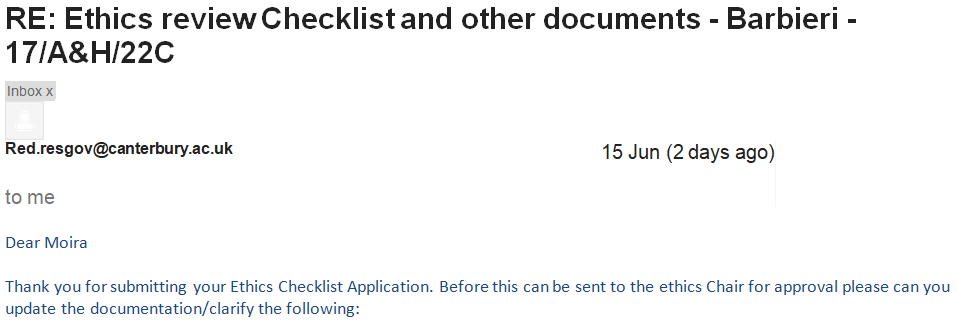 RE: Ethics review Checklist and other documents - Barbieri -
17/A&H/22C
Inbox x
Red.resgov@canterbury.ac.uk
15 Jun (2 days ago)
to me
Dear Moira
Thank you for submitting your Ethics Checklist Application. Before this can be sent to the ethics Chair for approval please can you
update the documentation/clarify the following: